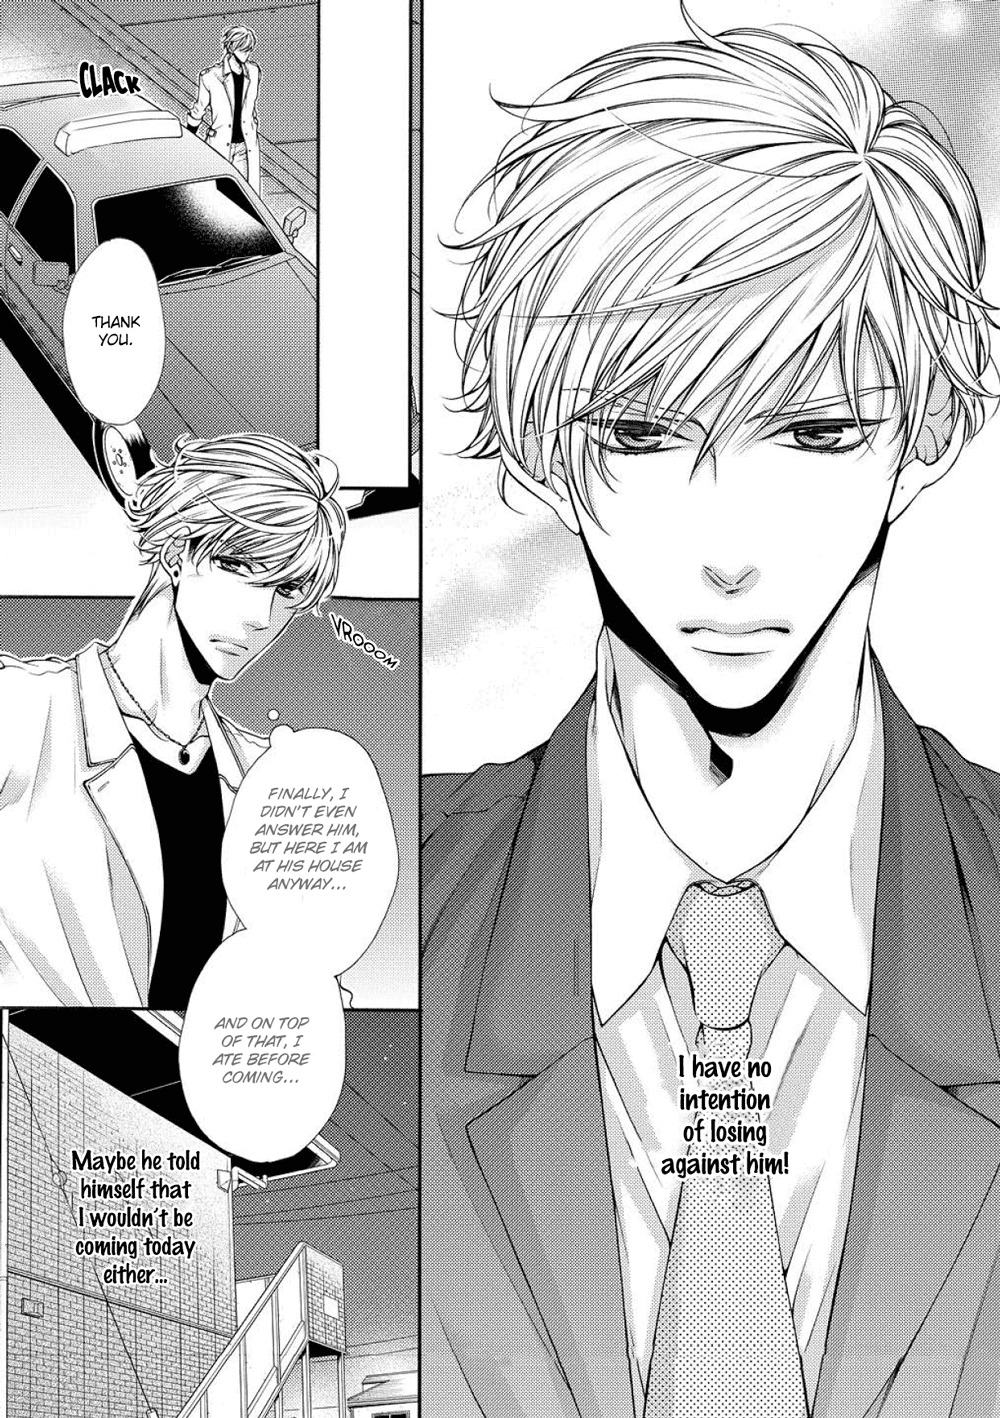 I have no
intention
of losing
against him!
CLACK
THANK
YOU.
VROOOM
FINALLY, I
DIDN'T EVEN
ANSWER HIM,
BUT HERE I AM
AT HIS HOUSE
ANYWAY...
AND ON TOP
OF THAT, I
ATE BEFORE
COMING...
Maybe he told
himself that
I wouldn't be
coming today
either...